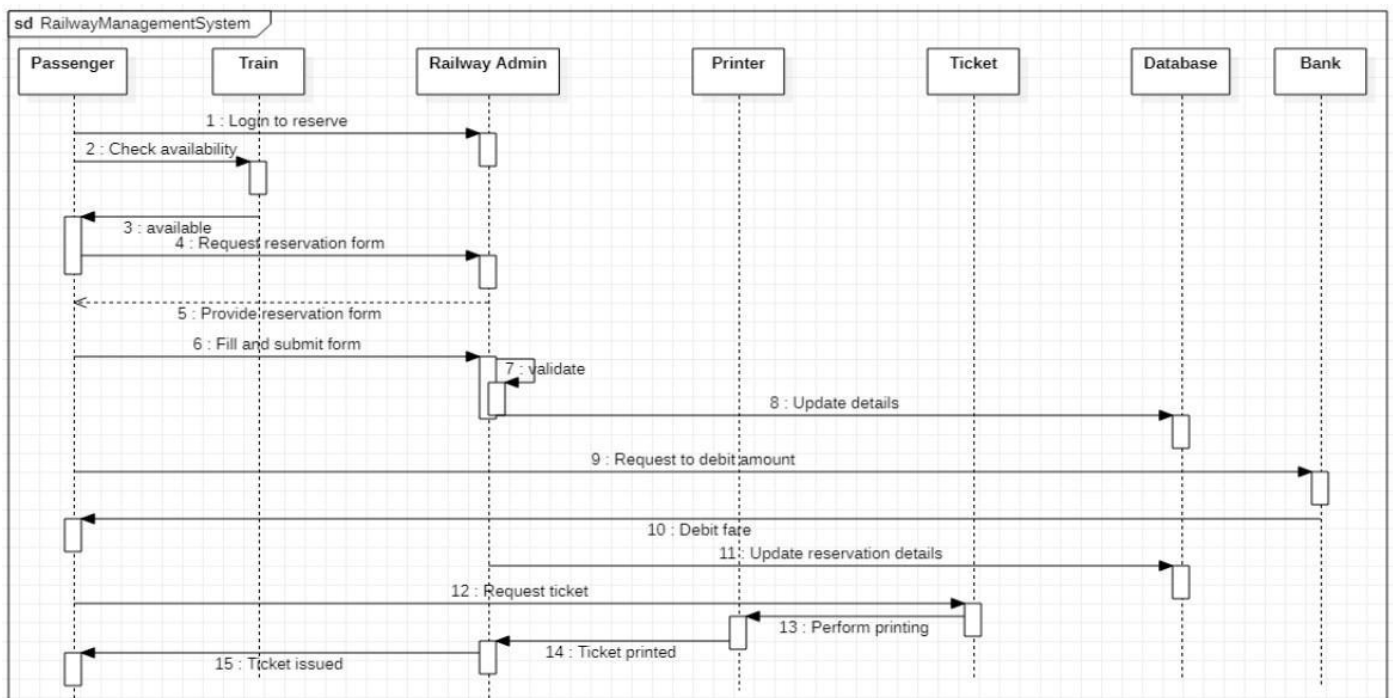 sd RailwayManagementSystem
Passenger
Train
Railway Admin
Printer
Ticket
Database
Bank
1 : Login to reserve
2 : Check availability
3 : available
4 : Request reservation form
5 : Provide reservation form
6 : Fill and submit form
7 : validate
8 : Update details
9 : Request to debit amount
10 : Debit fare
11 : Update reservation details
12 : Request ticket
13 : Perform printing
14 : Ticket printed
15 : Ticket issued